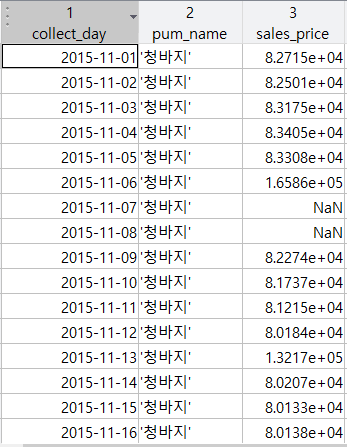 1 2 3
collect_day pum_name sales_price
2015-11-01 '청바지' 8.2715e+04
2015-11-02 '청바지' 8.2501e+04
2015-11-03 '청바지' 8.3175e+04
2015-11-04 '청바지' 8.3405e+04
2015-11-05 '청바지' 8.3308e+04
2015-11-06 '청바지' 1.6586e+05
2015-11-07 '청바지' NaN
2015-11-08 '청바지' NaN
2015-11-09 '청바지' 8.2274e+04
2015-11-10 '청바지' 8.1737e+04
2015-11-11 '청바지' 8.1215e+04
2015-11-12 '청바지' 8.0184e+04
2015-11-13 '청바지' 1.3217e+05
2015-11-14 '청바지' 8.0207e+04
2015-11-15 '청바지' 8.0133e+04
2015-11-16 '청바지' 8.0138e+04